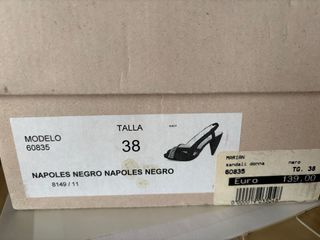 MODELO
60835
TALLA
38
NAPOLES NEGRO NAPOLES NEGRO
8149 / 11
MARIAN
sandali donna
nero
60835
TG. 38
Euro 139,00